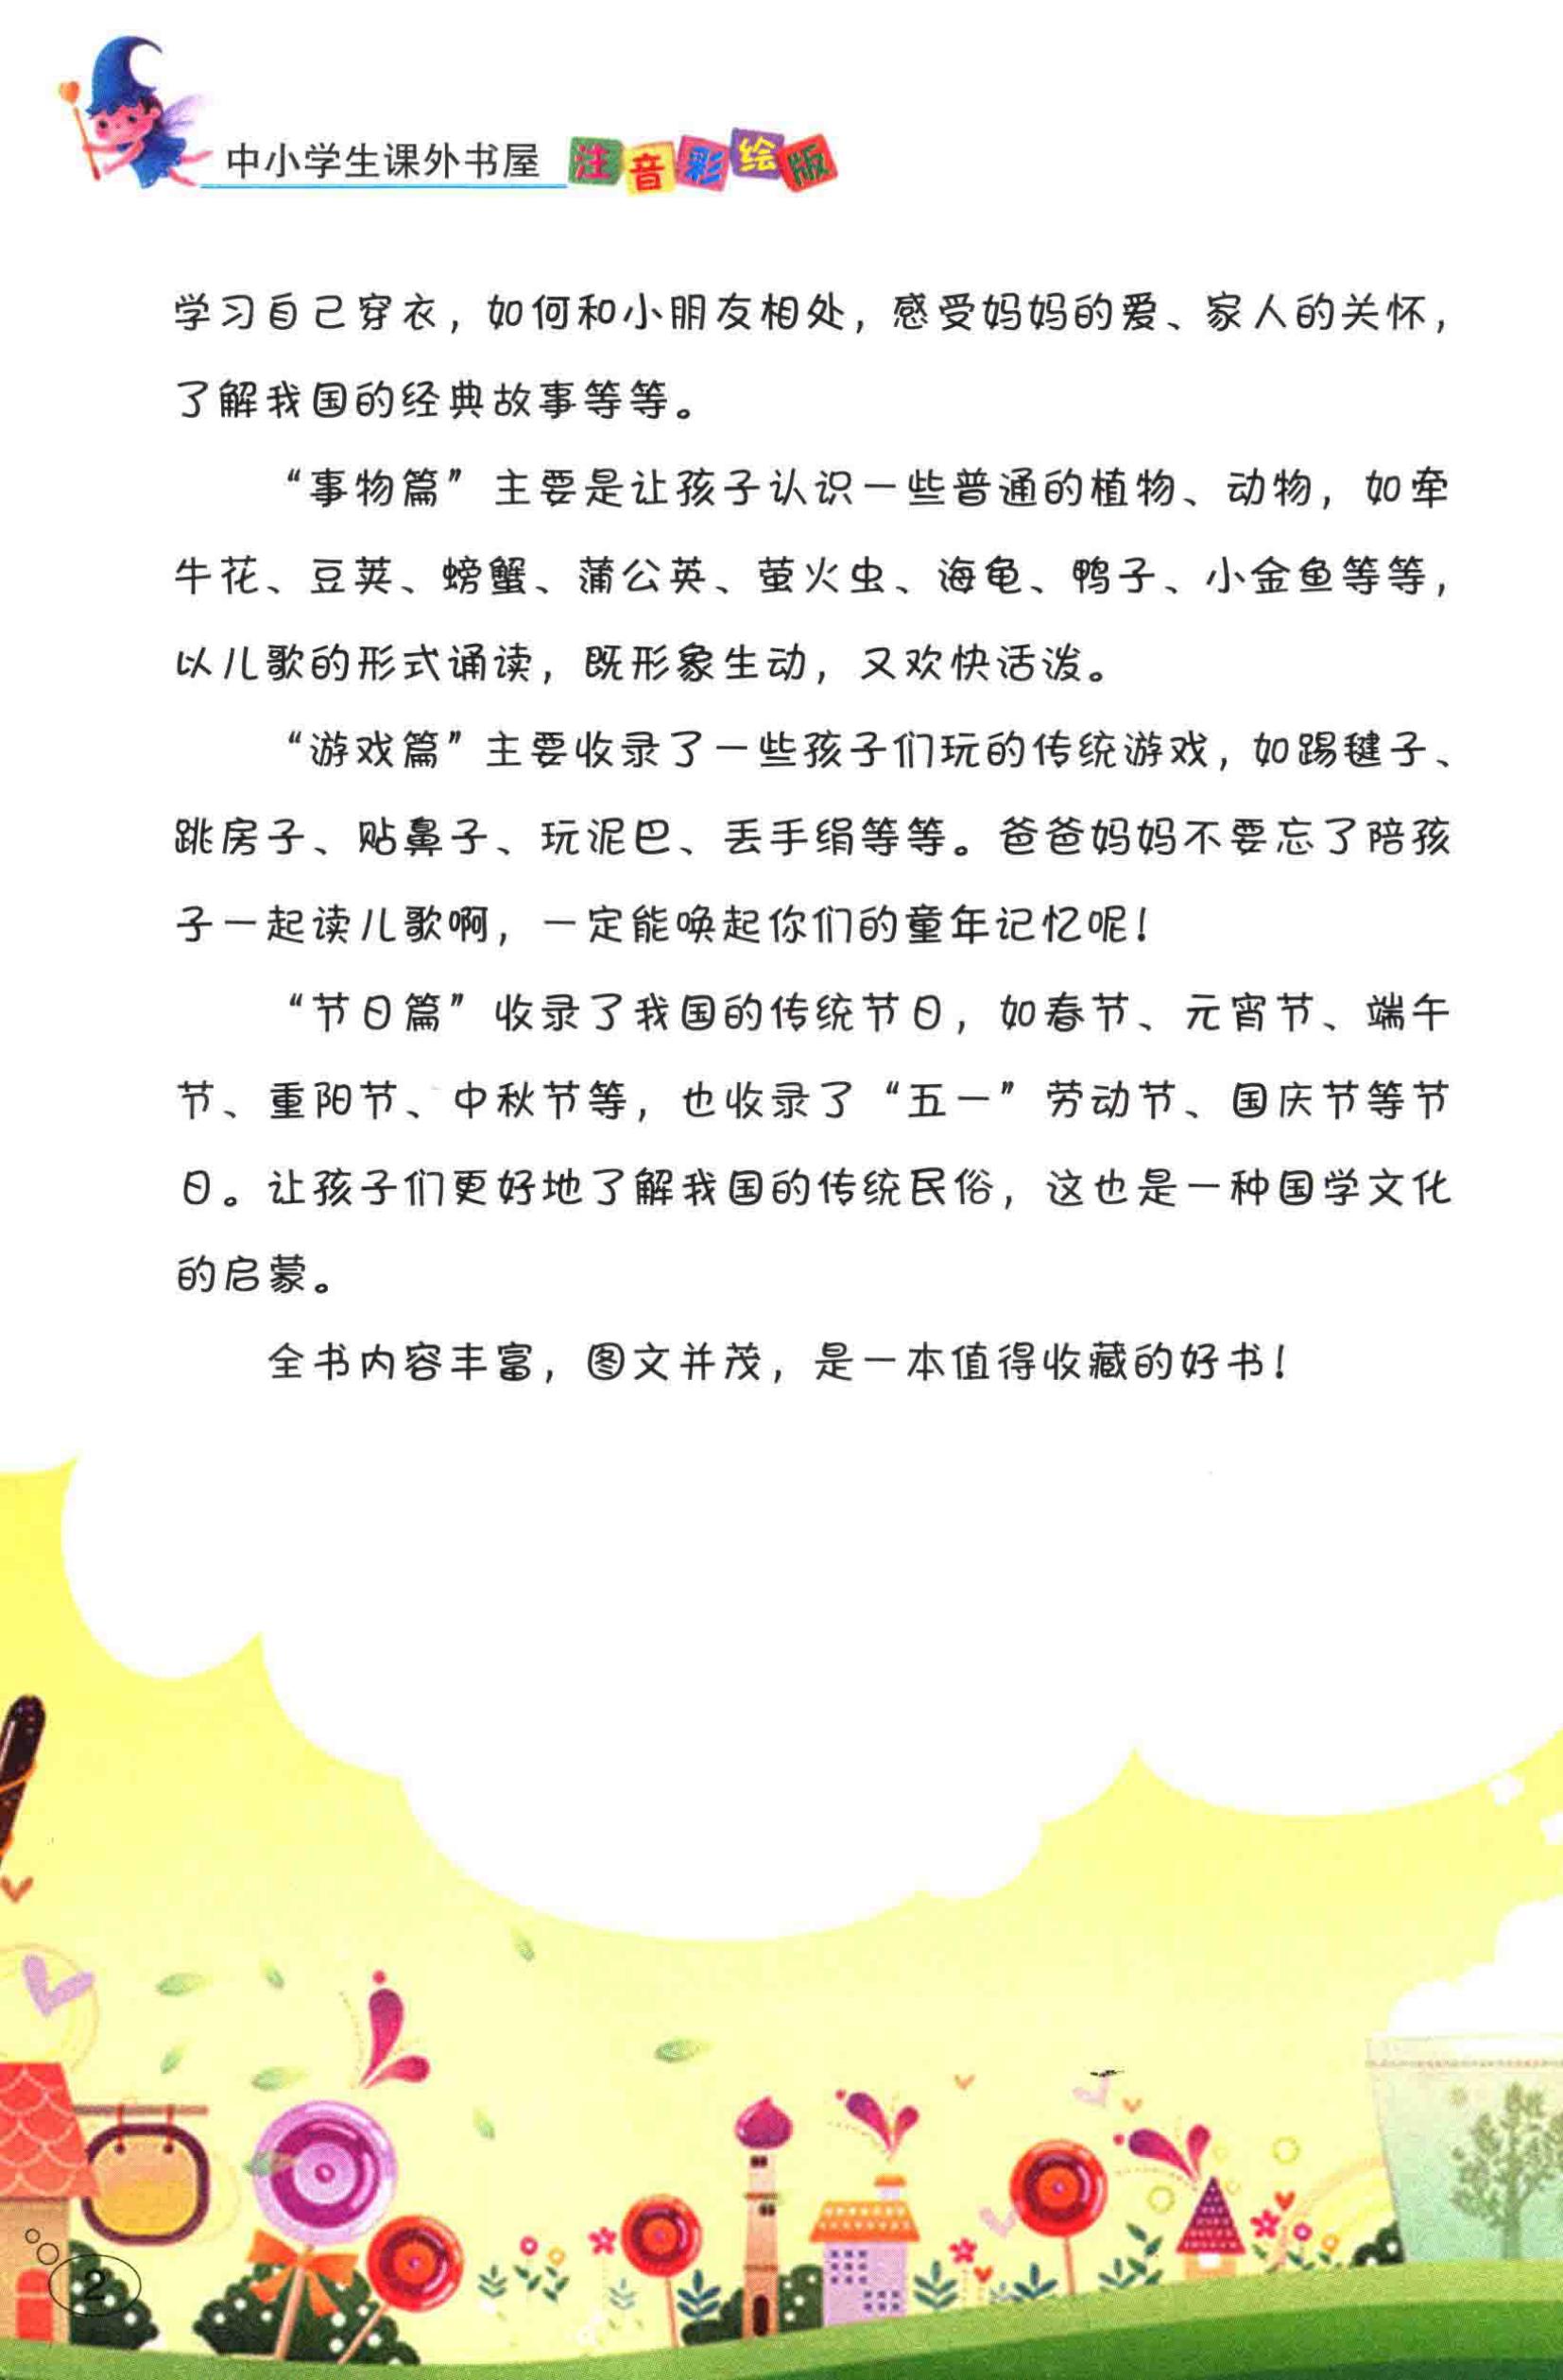 中小学生课外书屋 注音彩绘版
学习自己穿衣，如何和小朋友相处，感受妈妈的爱、家人的关怀，
了解我国的经典故事等等。
“事物篇”主要是让孩子认识一些普通的植物、动物，如牵
牛花、豆荚、螃蟹、蒲公英、萤火虫、海龟、鸭子、小金鱼等等，
以儿歌的形式诵读，既形象生动，又欢快活泼。
“游戏篇”主要收录了一些孩子们玩的传统游戏，如踢毽子、
跳房子、贴鼻子、玩泥巴、丢手绢等等。爸爸妈妈不要忘了陪孩
子一起读儿歌啊，一定能唤起你们的童年记忆呢！
“节日篇”收录了我国的传统节日，如春节、元宵节、端午
节、重阳节、中秋节等，也收录了“五一”劳动节、国庆节等节
日。让孩子们更好地了解我国的传统民俗，这也是一种国学文化
的启蒙。
全书内容丰富，图文并茂，是一本值得收藏的好书！
2